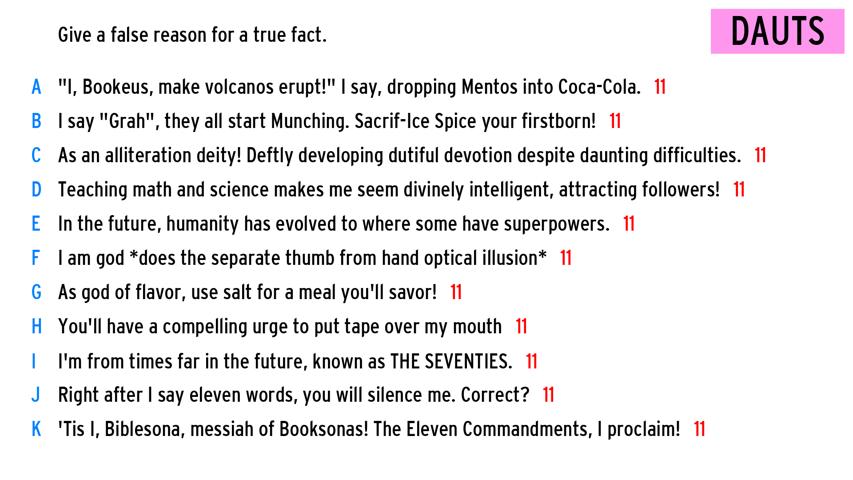 Give a false reason for a true fact.
DAUTS
A "I, Bookeus, make volcanos erupt!" I say, dropping Mentos into Coca-Cola. 11
B I say "Grah", they all start Munching. Sacrif-Ice Spice your firstborn! 11
C As an alliteration deity! Deftly developing dutiful devotion despite daunting difficulties. 11
D Teaching math and science makes me seem divinely intelligent, attracting followers! 11
E In the future, humanity has evolved to where some have superpowers. 11
F I am god *does the separate thumb from hand optical illusion* 11
G As god of flavor, use salt for a meal you'll savor! 11
H You'll have a compelling urge to put tape over my mouth 11
I I'm from times far in the future, known as THE SEVENTIES. 11
J Right after I say eleven words, you will silence me. Correct? 11
K 'Tis I, Biblesona, messiah of Booksonas! The Eleven Commandments, I proclaim! 11